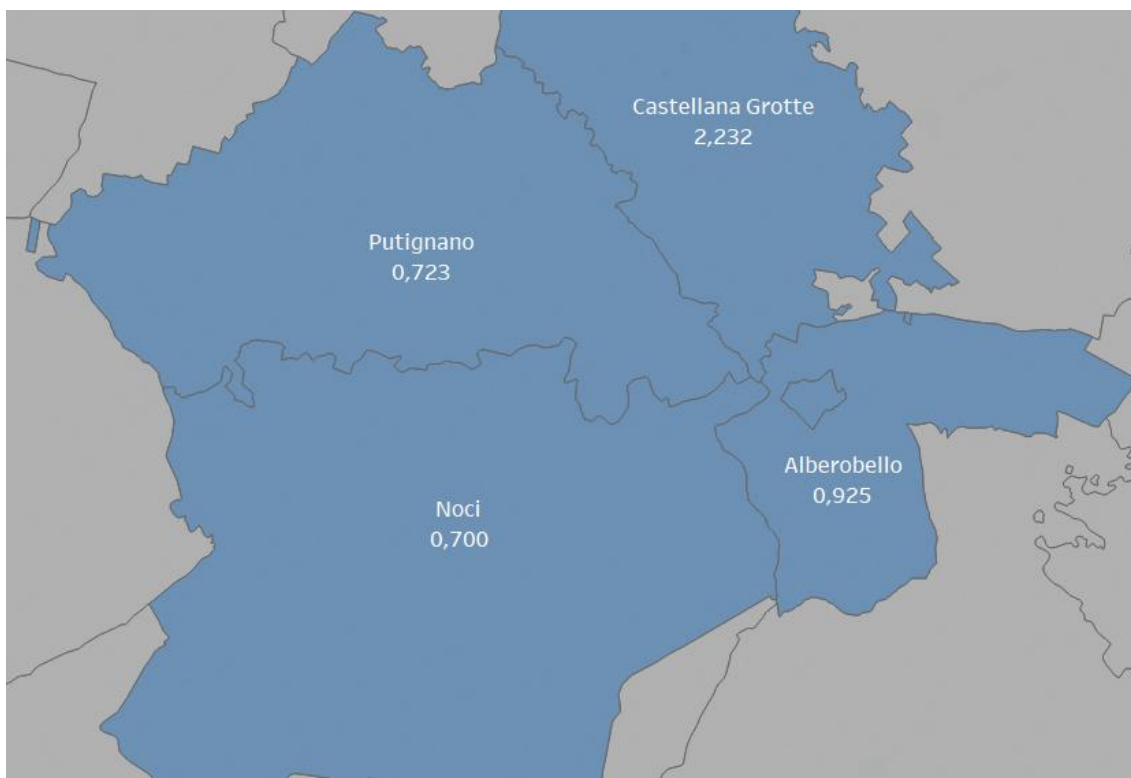 Castellana Grotte
2,232
Putignano
0,723
Alberobello
0,925
Noci
0,700